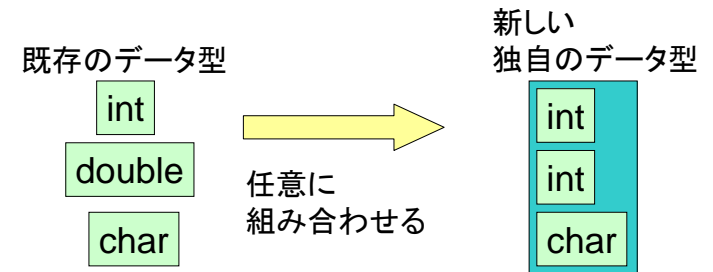 既存のデータ型
int
double
char
任意に
組み合わせる
新しい
独自のデータ型
int
int
char